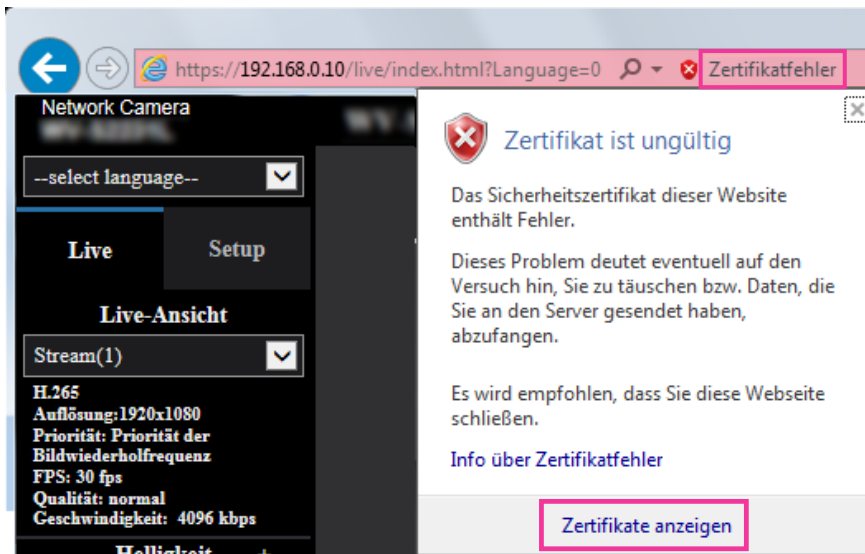 https://192.168.0.10/live/index.html?Language=0
Zertifikatfehler
Network Camera
--select language--
Live
Setup
Live-Ansicht
Stream(1)
H.265
Auflösung:1920x1080
Priorität: Priorität der
Bildwiederholfrequenz
FPS: 30 fps
Qualität: normal
Geschwindigkeit: 4096 kbps
Helligkeit
Zertifikat ist ungültig
Das Sicherheitszertifikat dieser Website
enthält Fehler.
Dieses Problem deutet eventuell auf den
Versuch hin, Sie zu täuschen bzw. Daten, die
Sie an den Server gesendet haben,
abzufangen.
Es wird empfohlen, dass Sie diese Webseite
schließen.
Info über Zertifikatfehler
Zertifikate anzeigen